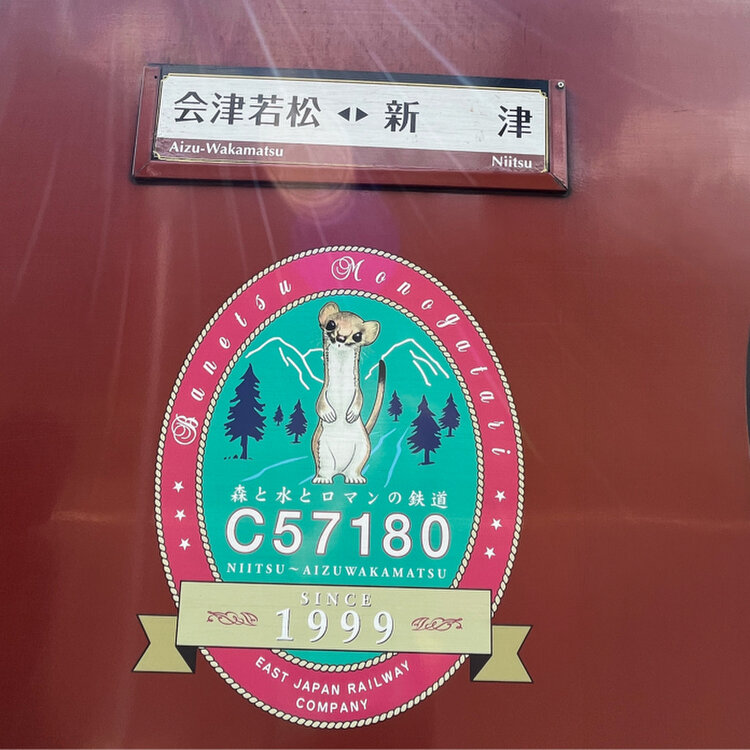 会津若松 ◂▸ 新 津
Aizu-Wakamatsu Niitsu
Banetsu Monogatari
森と水とロマンの鉄道
C57180
NIITSU~AIZUWAKAMATSU
SINCE
1999
EAST JAPAN RAILWAY
COMPANY